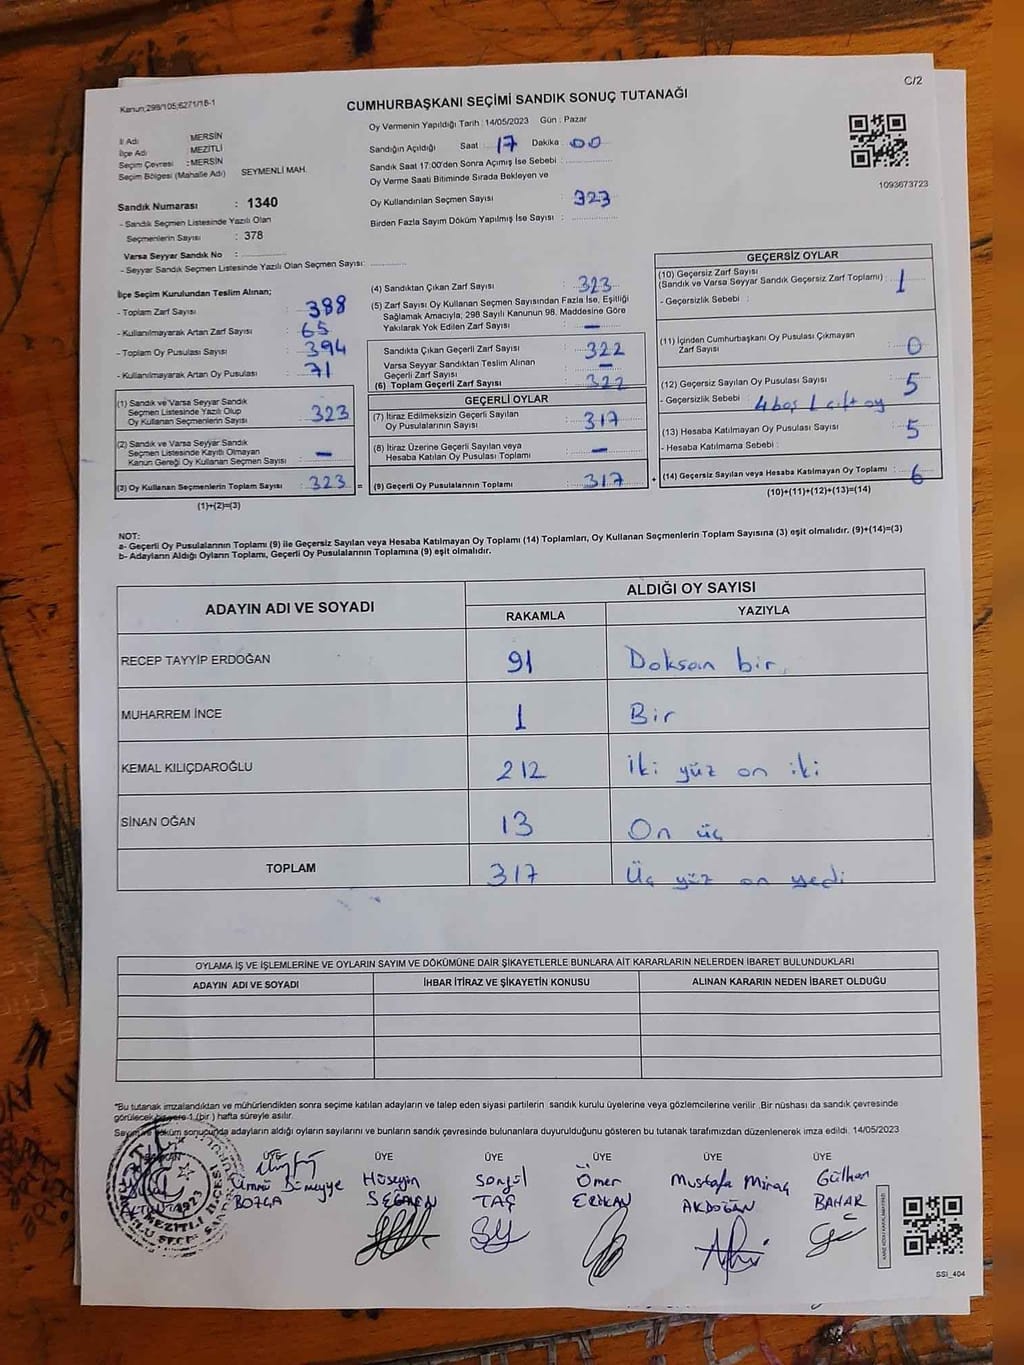 C/2
Kanun;298/105;6271/18-1
CUMHURBAŞKANI SEÇİMİ SANDIK SONUÇ TUTANAĞI
İl Adı MERSİN
İlçe Adı MEZİTLİ
Seçim Çevresi : MERSİN
Seçim Bölgesi (Mahalle Adı) SEYMENLİ MAH.
Sandık Numarası : 1340
- Sandık Seçmen Listesinde Yazılı Olan
Seçmenlerin Sayısı : 378
Varsa Seyyar Sandık No :
- Seyyar Sandık Seçmen Listesinde Yazılı Olan Seçmen Sayısı:
Oy Vermenin Yapıldığı Tarih : 14/05/2023 Gün : Pazar
Sandığın Açıldığı Saat 17 Dakika 00
Sandık Saat 17:00'den Sonra Açımış İse Sebebi :
Oy Verme Saati Bitiminde Sırada Bekleyen ve
Oy Kullandırılan Seçmen Sayısı : 323
Birden Fazla Sayım Döküm Yapılmış İse Sayısı :
1093673723
İlçe Seçim Kurulundan Teslim Alınan;
- Toplam Zarf Sayısı : 388
- Kullanılmayarak Artan Zarf Sayısı : 65
- Toplam Oy Pusulası Sayısı : 394
- Kullanılmayarak Artan Oy Pusulası : 71
(1) Sandık ve Varsa Seyyar Sandık
Seçmen Listesinde Yazılı Olup
Oy Kullanan Seçmenlerin Sayısı : 323
(2) Sandık ve Varsa Seyyar Sandık
Seçmen Listesinde Kayıtlı Olmayan
Kanun Gereği Oy Kullanan Seçmen Sayısı : -
(3) Oy Kullanan Seçmenlerin Toplam Sayısı : 323 =
(1)+(2)=(3)
(4) Sandıktan Çıkan Zarf Sayısı : 323
(5) Zarf Sayısı Oy Kullanan Seçmen Sayısından Fazla İse, Eşitliği
Sağlamak Amacıyla; 298 Sayılı Kanunun 98. Maddesine Göre
Yakılarak Yok Edilen Zarf Sayısı : -
Sandıkta Çıkan Geçerli Zarf Sayısı : 322
Varsa Seyyar Sandıktan Teslim Alınan
Geçerli Zarf Sayısı : -
(6) Toplam Geçerli Zarf Sayısı : 322
GEÇERLİ OYLAR
(7) İtiraz Edilmeksizin Geçerli Sayılan
Oy Pusulalarının Sayısı : 317
(8) İtiraz Üzerine Geçerli Sayılan veya
Hesaba Katılan Oy Pusulası Toplamı : -
(9) Geçerli Oy Pusulalarının Toplamı : 317 +
GEÇERSİZ OYLAR
(10) Geçersiz Zarf Sayısı
(Sandık ve Varsa Seyyar Sandık Geçersiz Zarf Toplamı) : 1
- Geçersizlik Sebebi :
(11) İçinden Cumhurbaşkanı Oy Pusulası Çıkmayan
Zarf Sayısı : 0
(12) Geçersiz Sayılan Oy Pusulası Sayısı : 5
- Geçersizlik Sebebi : 4 boş 1 çift oy
(13) Hesaba Katılmayan Oy Pusulası Sayısı : 5
- Hesaba Katılmama Sebebi :
(14) Geçersiz Sayılan veya Hesaba Katılmayan Oy Toplamı : 6
(10)+(11)+(12)+(13)=(14)
NOT:
a- Geçerli Oy Pusulalarının Toplamı (9) ile Geçersiz Sayılan veya Hesaba Katılmayan Oy Toplamı (14) Toplamları, Oy Kullanan Seçmenlerin Toplam Sayısına (3) eşit olmalıdır. (9)+(14)=(3)
b- Adayların Aldığı Oyların Toplamı, Geçerli Oy Pusulalarının Toplamına (9) eşit olmalıdır.
ADAYIN ADI VE SOYADI ALDIĞI OY SAYISI
RAKAMLA YAZIYLA
RECEP TAYYİP ERDOĞAN 91 Doksan bir
MUHARREM İNCE 1 Bir
KEMAL KILIÇDAROĞLU 212 İki yüz on iki
SİNAN OĞAN 13 On üç
TOPLAM 317 Üç yüz on yedi
OYLAMA İŞ VE İŞLEMLERİNE VE OYLARIN SAYIM VE DÖKÜMÜNE DAİR ŞİKAYETLERLE BUNLARA AİT KARARLARIN NELERDEN İBARET BULUNDUKLARI
ADAYIN ADI VE SOYADI İHBAR İTİRAZ VE ŞİKAYETİN KONUSU ALINAN KARARIN NEDEN İBARET OLDUĞU
"Bu tutanak imzalandıktan ve mühürlendikten sonra seçime katılan adayların ve talep eden siyasi partilerin sandık kurulu üyelerine veya gözlemcilerine verilir .Bir nüshası da sandık çevresinde
görülecek bir yere 1 (bir ) hafta süreyle asılır.
Sayım ve döküm sonucunda adayların aldığı oyların sayılarını ve bunların sandık çevresinde bulunanlara duyurulduğunu gösteren bu tutanak tarafımızdan düzenlenerek imza edildi. 14/05/2023
ÜYE ÜYE ÜYE ÜYE ÜYE ÜYE
Hüseyin Songül Ömer Mustafa Miraç Gülhan
BOZCA TAŞ AKDOĞAN BAHAR
1923
MEZİTLİ İLÇESİ
SSI_404